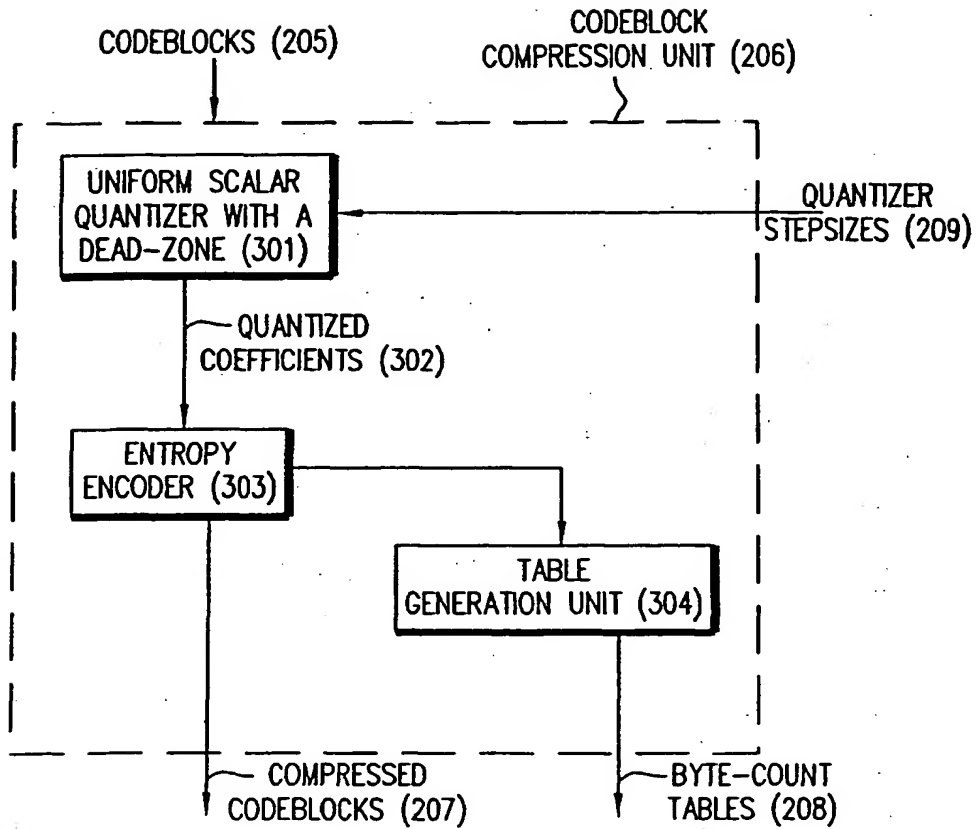 CODEBLOCKS (205)
CODEBLOCK
COMPRESSION UNIT (206)
UNIFORM SCALAR
QUANTIZER WITH A
DEAD-ZONE (301)
QUANTIZER
STEPSIZES (209)
QUANTIZED
COEFFICIENTS (302)
ENTROPY
ENCODER (303)
TABLE
GENERATION UNIT (304)
COMPRESSED
CODEBLOCKS (207)
BYTE-COUNT
TABLES (208)